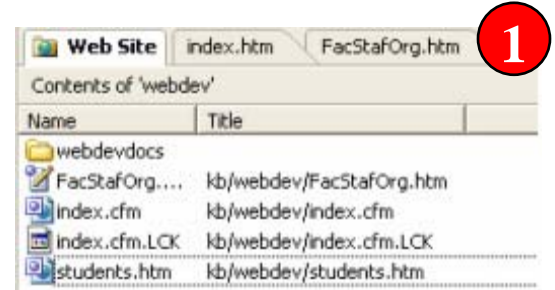 Web Site index.htm FacStafOrg.htm 1
Contents of 'webdev'
Name Title
webdevdocs
FacStafOrg.... kb/webdev/FacStafOrg.htm
index.cfm kb/webdev/index.cfm
index.cfm.LCK kb/webdev/index.cfm.LCK
students.htm kb/webdev/students.htm